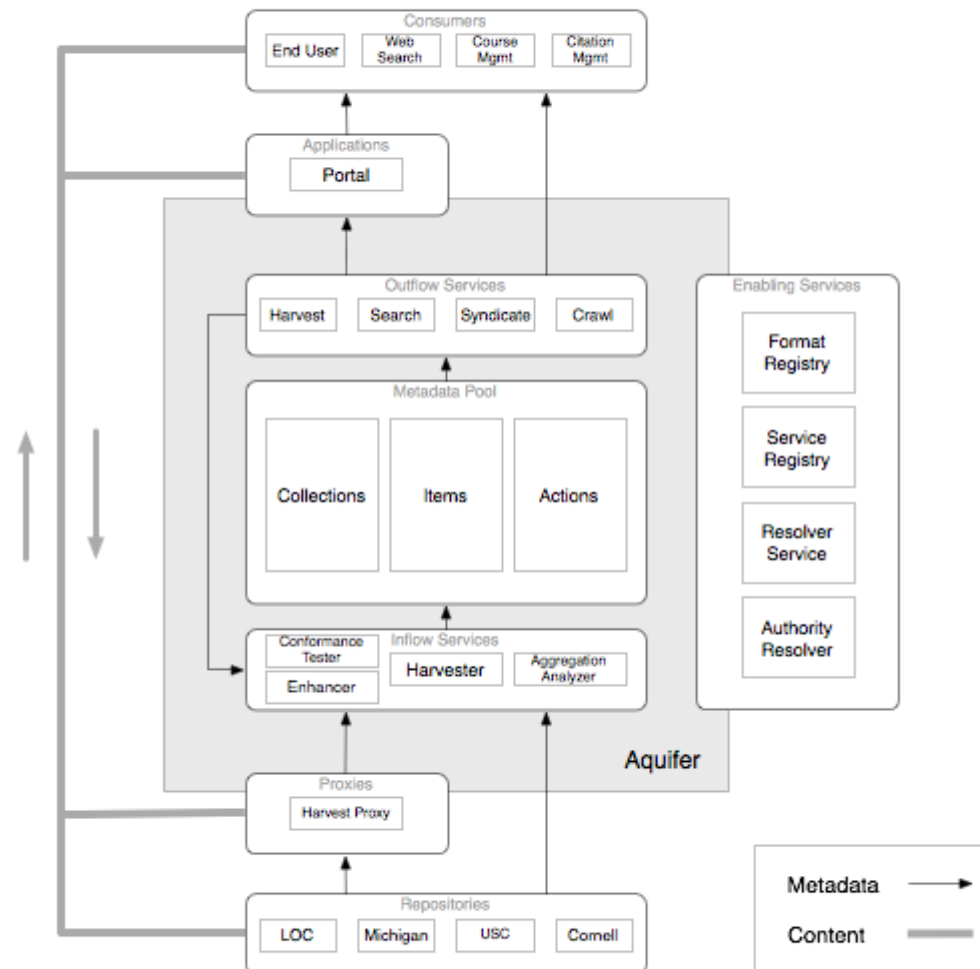 Consumers
End User
Web
Search
Course
Mgmt
Citation
Mgmt
Applications
Portal
Outflow Services
Harvest
Search
Syndicate
Crawl
Enabling Services
Format
Registry
Service
Registry
Resolver
Service
Authority
Resolver
Metadata Pool
Collections
Items
Actions
Inflow Services
Conformance
Tester
Enhancer
Harvester
Aggregation
Analyzer
Aquifer
Proxies
Harvest Proxy
Repositories
LOC
Michigan
USC
Cornell
Metadata
Content